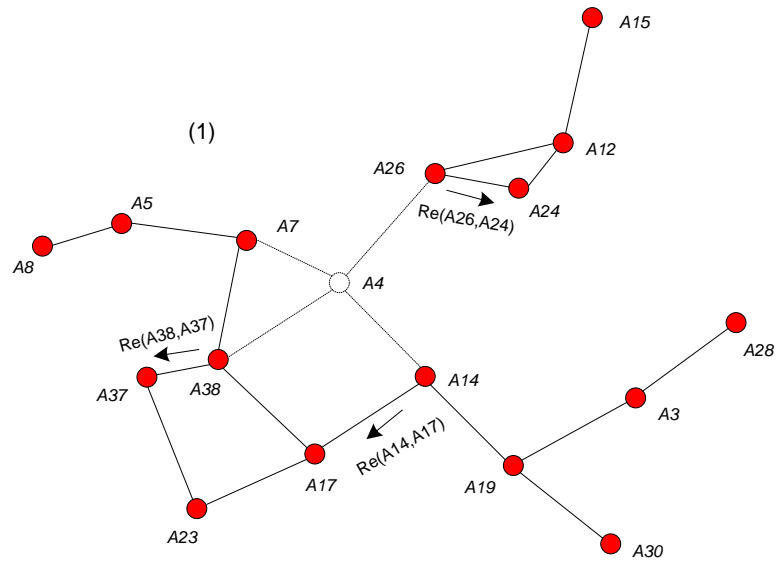 A15
(1)
A12
A26
A24
Re(A26,A24)
A5
A7
A8
A4
Re(A38,A37)
A28
A37
A38
A14
A3
Re(A14,A17)
A17
A19
A23
A30